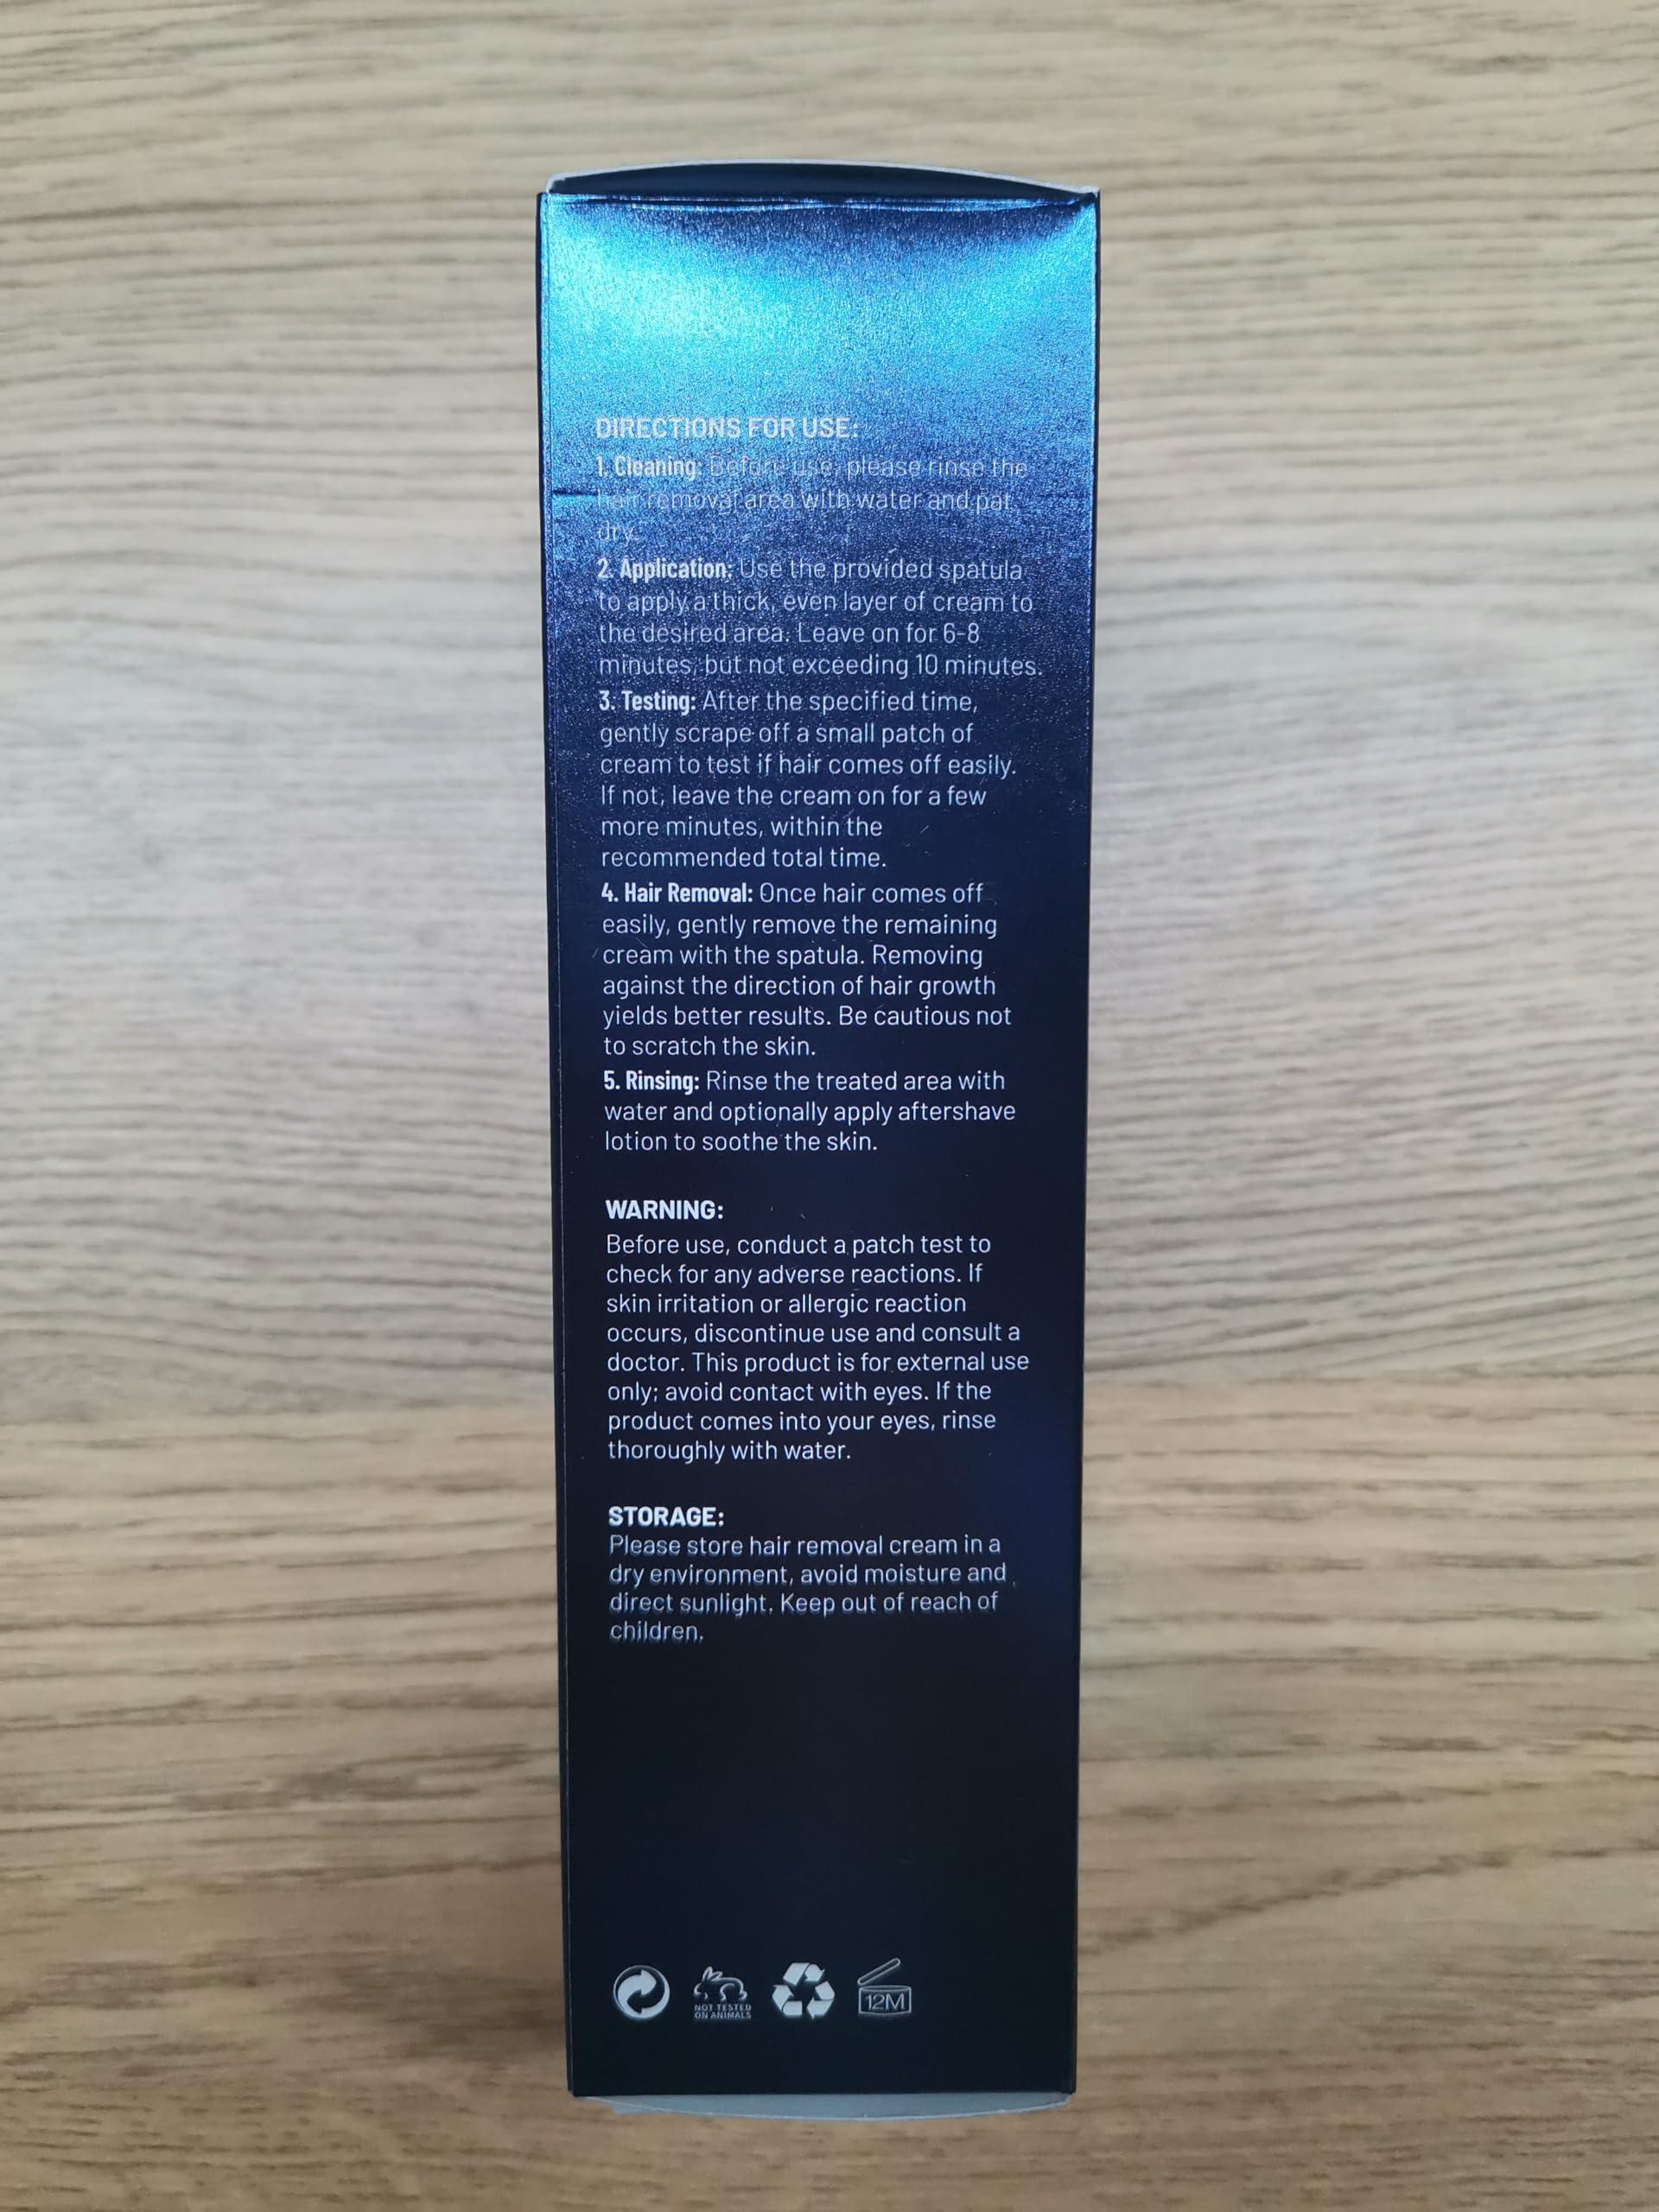 DIRECTIONS FOR USE:
1. Cleaning: Before use, please rinse the
hair removal area with water and pat
dry.
2. Application: Use the provided spatula
to apply a thick, even layer of cream to
the desired area. Leave on for 6-8
minutes, but not exceeding 10 minutes.
3. Testing: After the specified time,
gently scrape off a small patch of
cream to test if hair comes off easily.
If not, leave the cream on for a few
more minutes, within the
recommended total time.
4. Hair Removal: Once hair comes off
easily, gently remove the remaining
cream with the spatula. Removing
against the direction of hair growth
yields better results. Be cautious not
to scratch the skin.
5. Rinsing: Rinse the treated area with
water and optionally apply aftershave
lotion to soothe the skin.
WARNING:
Before use, conduct a patch test to
check for any adverse reactions. If
skin irritation or allergic reaction
occurs, discontinue use and consult a
doctor. This product is for external use
only; avoid contact with eyes. If the
product comes into your eyes, rinse
thoroughly with water.
STORAGE:
Please store hair removal cream in a
dry environment, avoid moisture and
direct sunlight. Keep out of reach of
children.
NOT TESTED
ON ANIMALS
12M